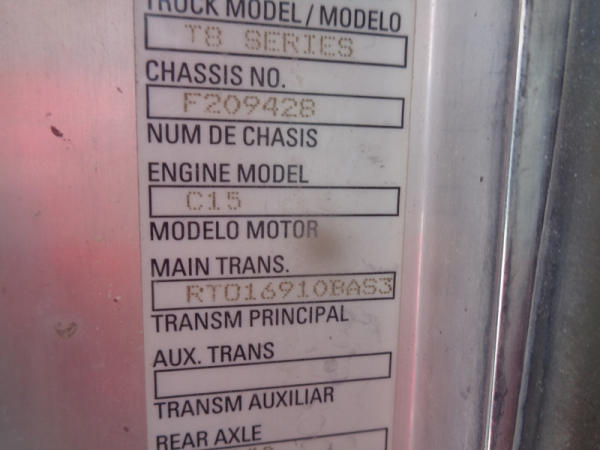 TRUCK MODEL / MODELO
T8 SERIES
CHASSIS NO.
F209428
NUM DE CHASIS
ENGINE MODEL
C15
MODELO MOTOR
MAIN TRANS.
RTO16910BAS3
TRANSM PRINCIPAL
AUX. TRANS
TRANSM AUXILIAR
REAR AXLE